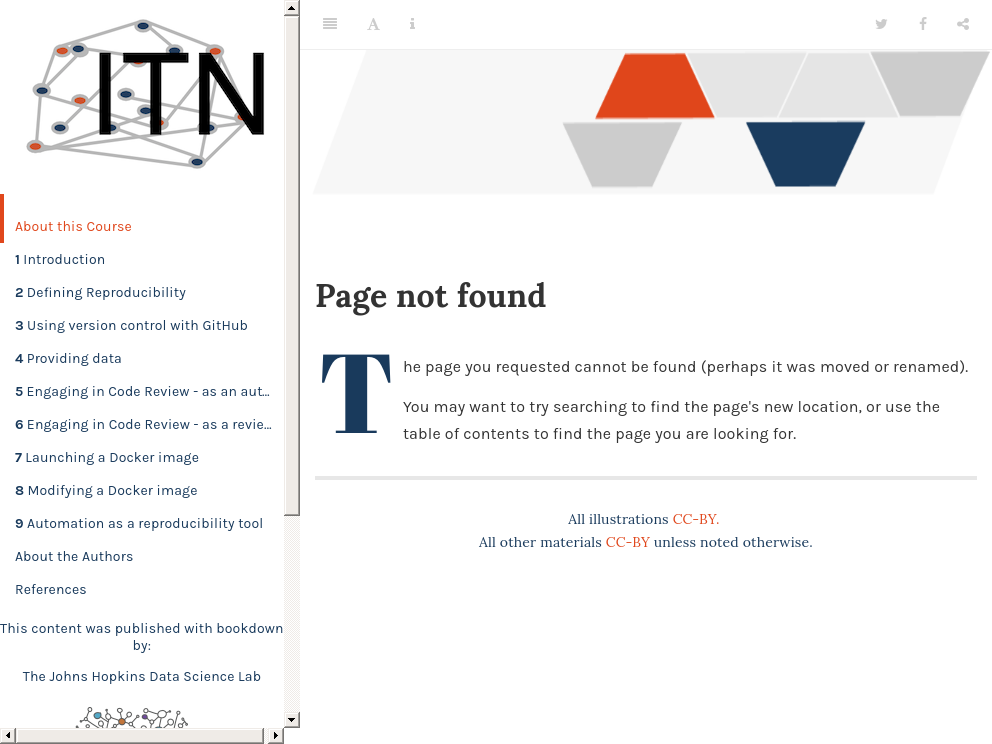 ITN
About this Course
1 Introduction
2 Defining Reproducibility
3 Using version control with GitHub
4 Providing data
5 Engaging in Code Review - as an aut…
6 Engaging in Code Review - as a revie…
7 Launching a Docker image
8 Modifying a Docker image
9 Automation as a reproducibility tool
About the Authors
References
This content was published with bookdown
by:
The Johns Hopkins Data Science Lab
A
Page not found
The page you requested cannot be found (perhaps it was moved or renamed).
You may want to try searching to find the page's new location, or use the
table of contents to find the page you are looking for.
All illustrations CC-BY.
All other materials CC-BY unless noted otherwise.